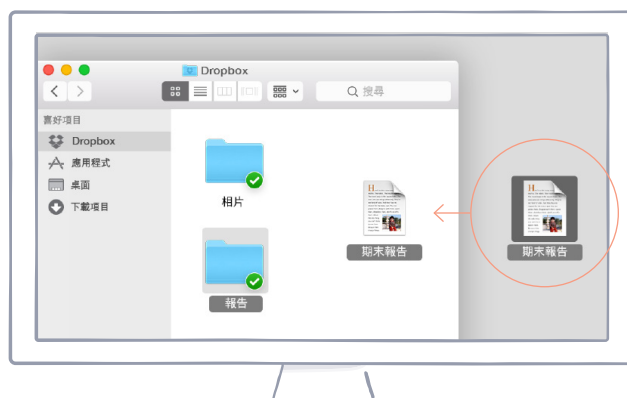 Dropbox
搜尋
喜好項目
Dropbox
應用程式
桌面
下載項目
相片
報告
期末報告
期末報告